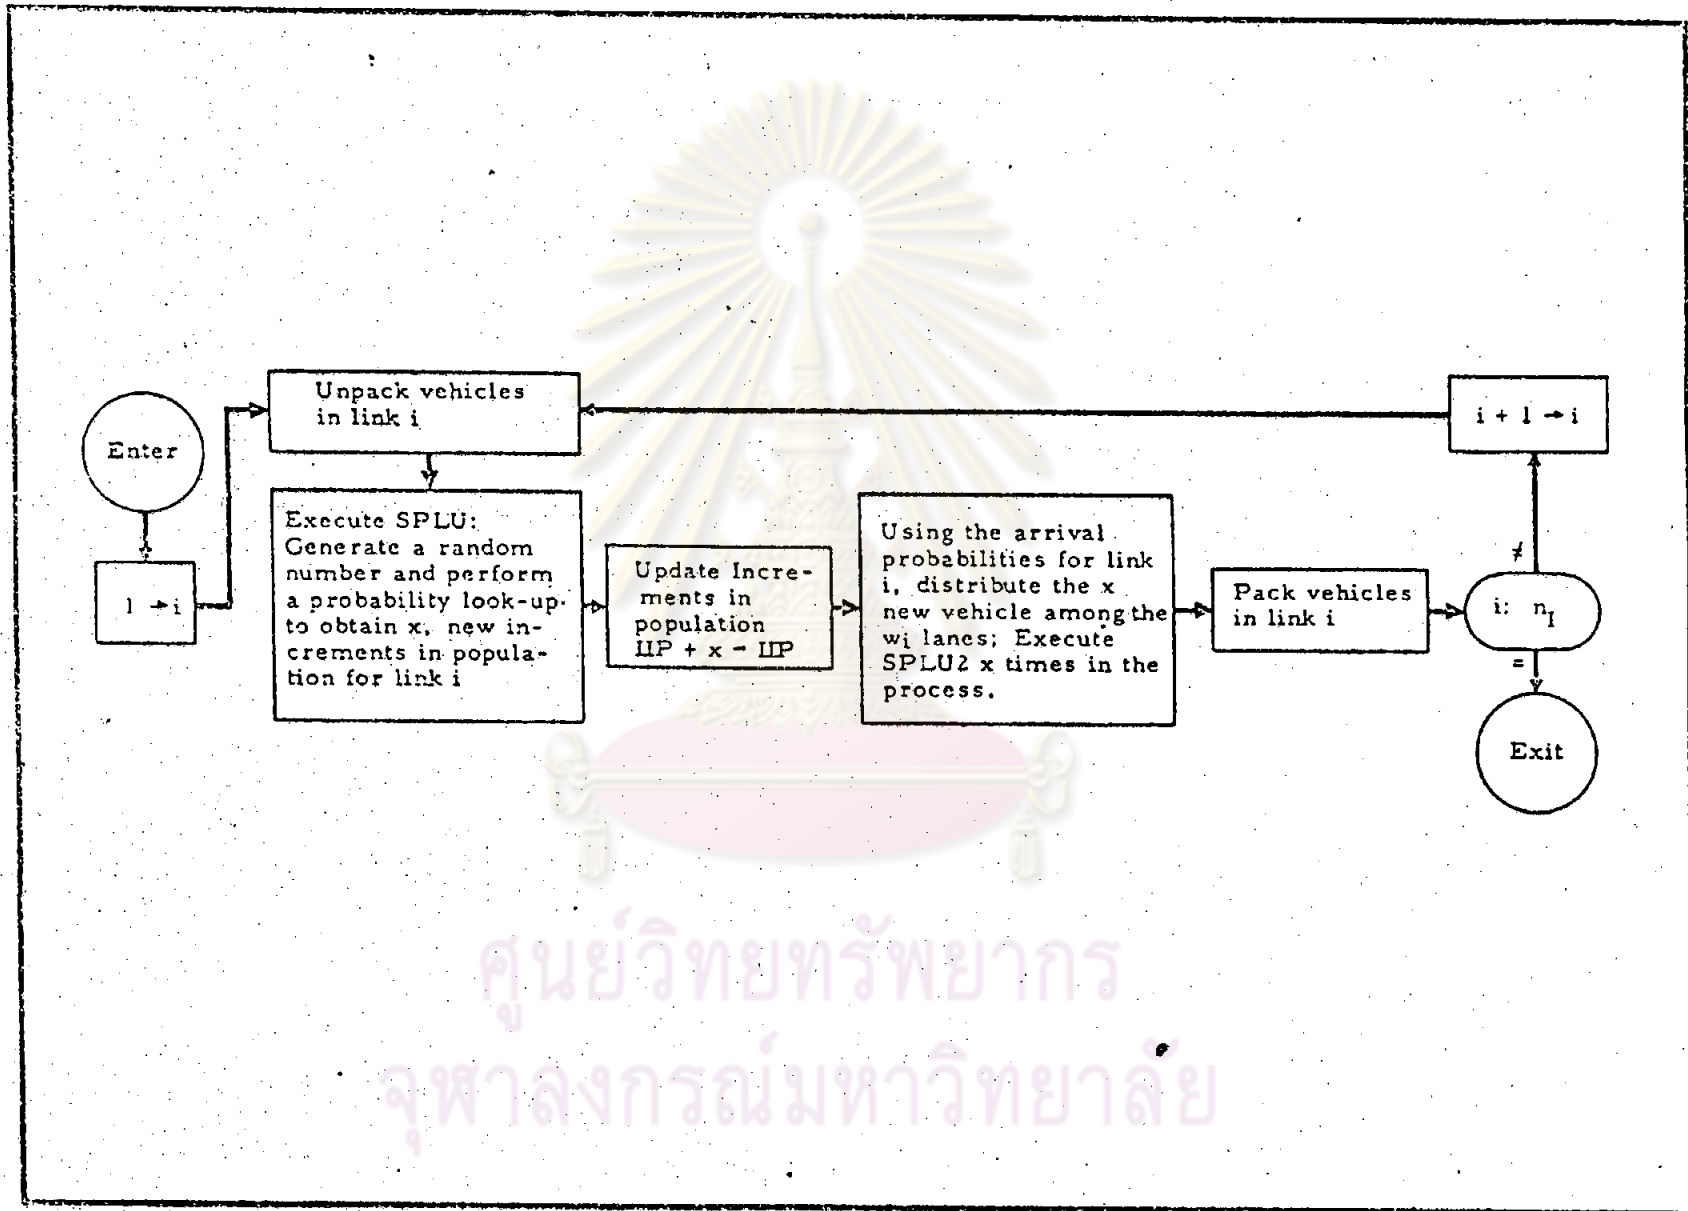 Enter
1 → i
Unpack vehicles
in link i
Execute SPLU:
Generate a random
number and perform
a probability look-up
to obtain x, new in-
crements in popula-
tion for link i
Update Incre-
ments in
population
IIP + x → IIP
Using the arrival
probabilities for link
i, distribute the x
new vehicle among the
wi lanes; Execute
SPLU2 x times in the
process.
Pack vehicles
in link i
i: nI
≠
=
i + 1 → i
Exit
ศูนย์วิทยทรัพยากร
จุฬาลงกรณ์มหาวิทยาลัย